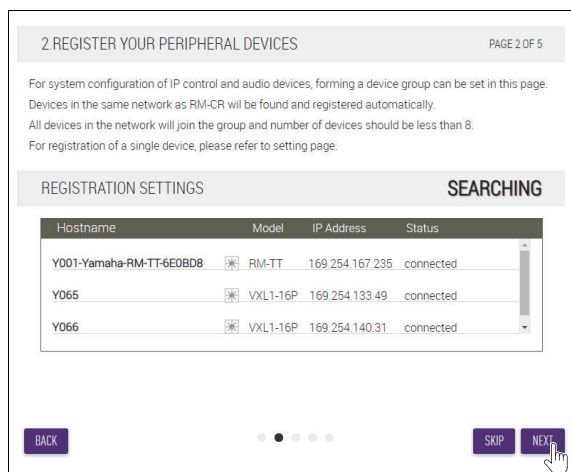 2.REGISTER YOUR PERIPHERAL DEVICES PAGE 2 OF 5
For system configuration of IP control and audio devices, forming a device group can be set in this page.
Devices in the same network as RM-CR wil be found and registered automatically.
All devices in the network will join the group and number of devices should be less than 8.
For registration of a single device, please refer to setting page.
REGISTRATION SETTINGS SEARCHING
Hostname Model IP Address Status
Y001-Yamaha-RM-TT-6E0BD8 RM-TT 169.254.167.235 connected
Y065 VXL1-16P 169.254.133.49 connected
Y066 VXL1-16P 169.254.140.31 connected
BACK SKIP NEXT